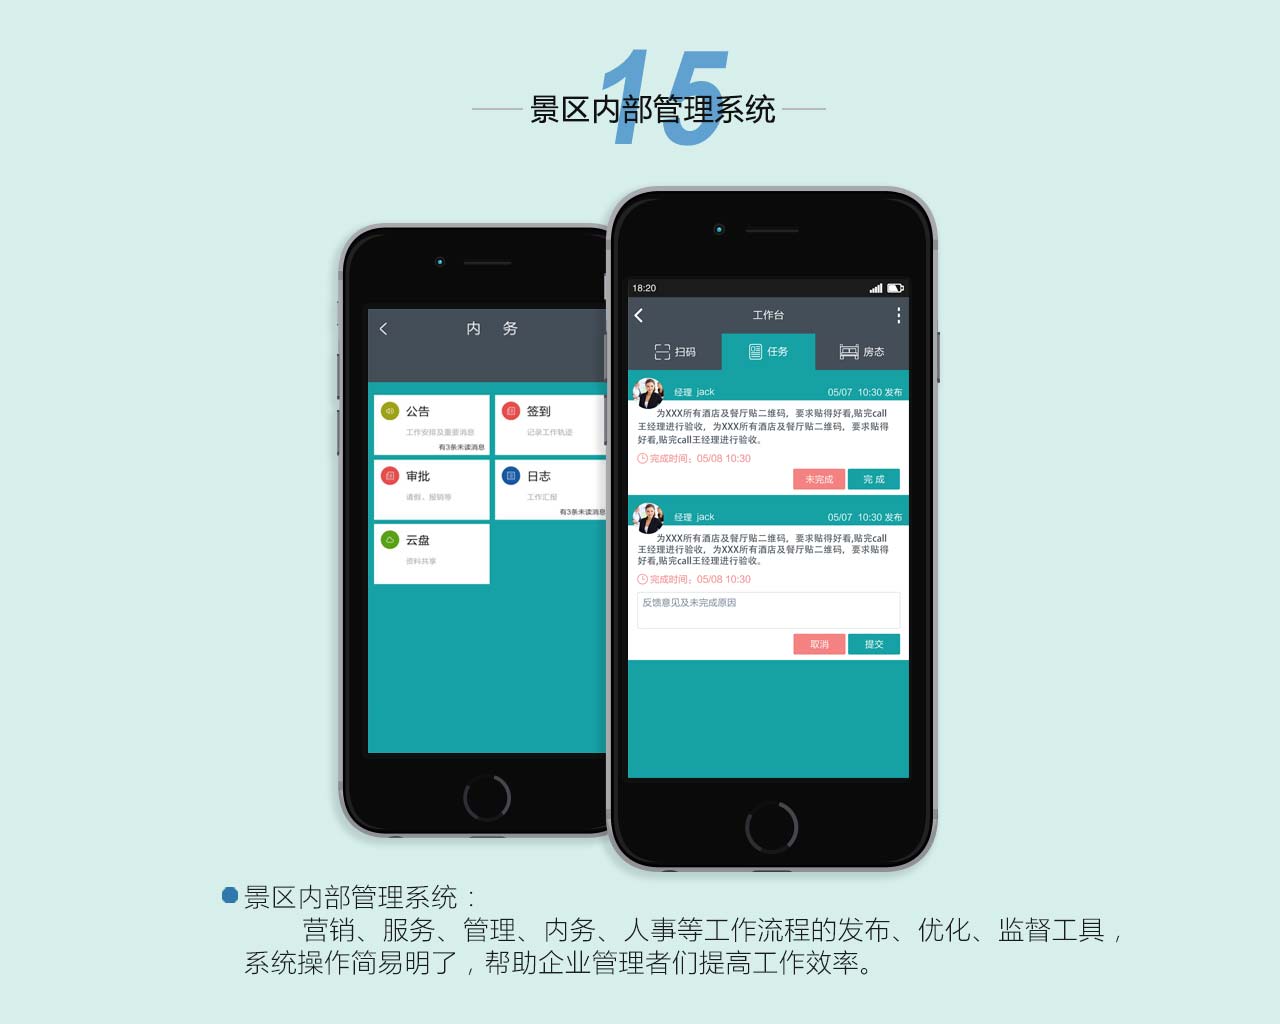 15
景区内部管理系统
内 务
公告
工作安排及重要消息
有3条未读消息
签到
记录工作轨迹
审批
请假、报销等
日志
工作汇报
有3条未读消息
云盘
资料共享
18:20
工作台
扫码
任务
房态
经理 jack
05/07 10:30 发布
为XXX所有酒店及餐厅贴二维码，要求贴得好看,贴完call
王经理进行验收，为XXX所有酒店及餐厅贴二维码，要求贴得
好看,贴完call王经理进行验收。
完成时间：05/08 10:30
未完成
完 成
经理 jack
05/07 10:30 发布
为XXX所有酒店及餐厅贴二维码，要求贴得好看,贴完call
王经理进行验收，为XXX所有酒店及餐厅贴二维码，要求贴得
好看,贴完call王经理进行验收。
完成时间：05/08 10:30
反馈意见及未完成原因
取消
提交
景区内部管理系统：
营销、服务、管理、内务、人事等工作流程的发布、优化、监督工具，
系统操作简易明了，帮助企业管理者们提高工作效率。